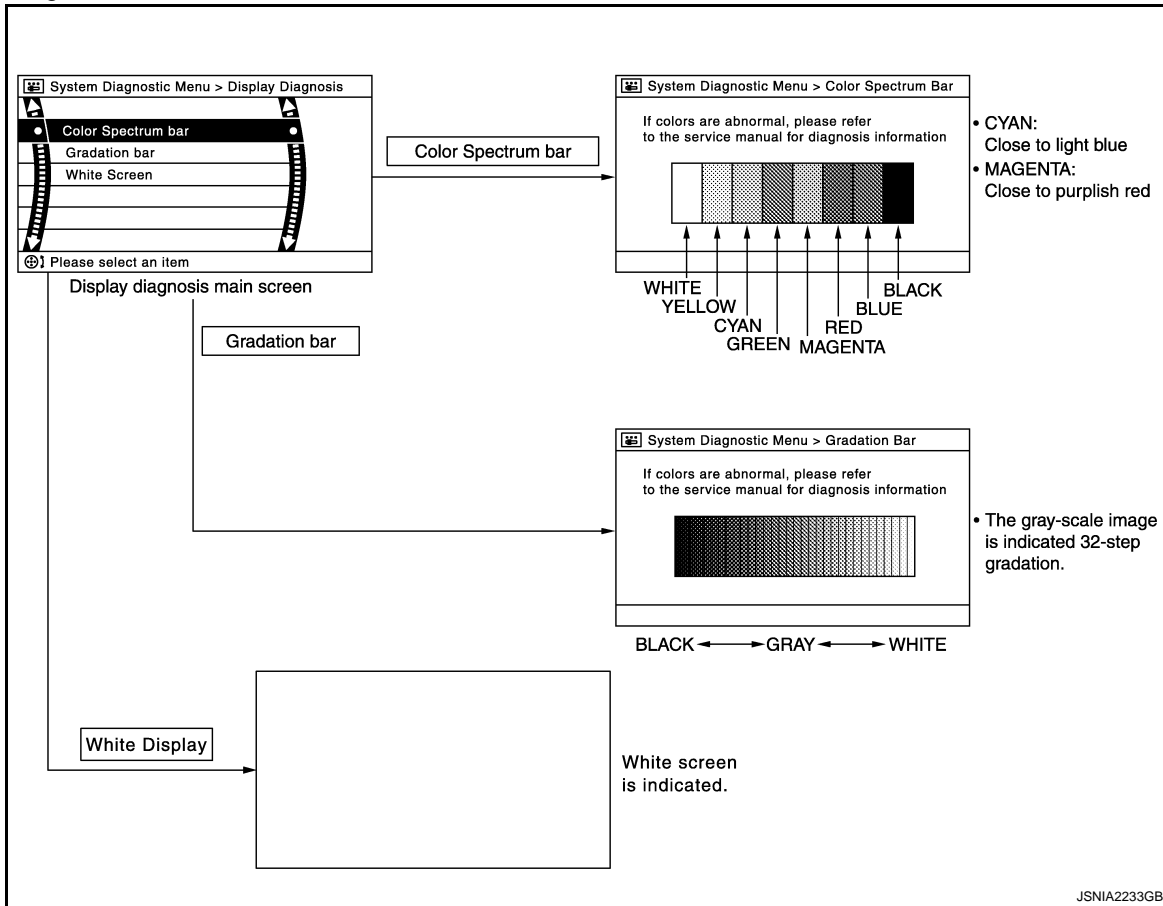 System Diagnostic Menu > Display Diagnosis
Color Spectrum bar
Gradation bar
White Screen
Please select an item
Display diagnosis main screen
Color Spectrum bar
System Diagnostic Menu > Color Spectrum Bar
If colors are abnormal, please refer
to the service manual for diagnosis information
WHITE
YELLOW
CYAN
GREEN
MAGENTA
RED
BLUE
BLACK
• CYAN:
Close to light blue
• MAGENTA:
Close to purplish red
Gradation bar
System Diagnostic Menu > Gradation Bar
If colors are abnormal, please refer
to the service manual for diagnosis information
BLACK GRAY WHITE
• The gray-scale image
is indicated 32-step
gradation.
White Display
White screen
is indicated.
JSNIA2233GB